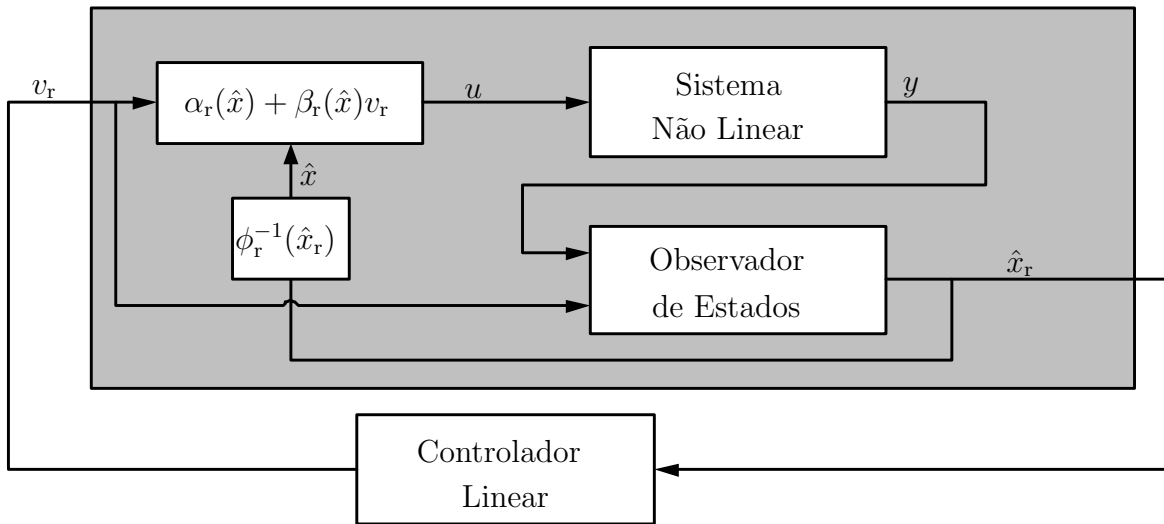 v_r
α_r(x̂) + β_r(x̂)v_r
u
Sistema
Não Linear
y
x̂
ϕ_r^{-1}(x̂_r)
Observador
de Estados
x̂_r
Controlador
Linear